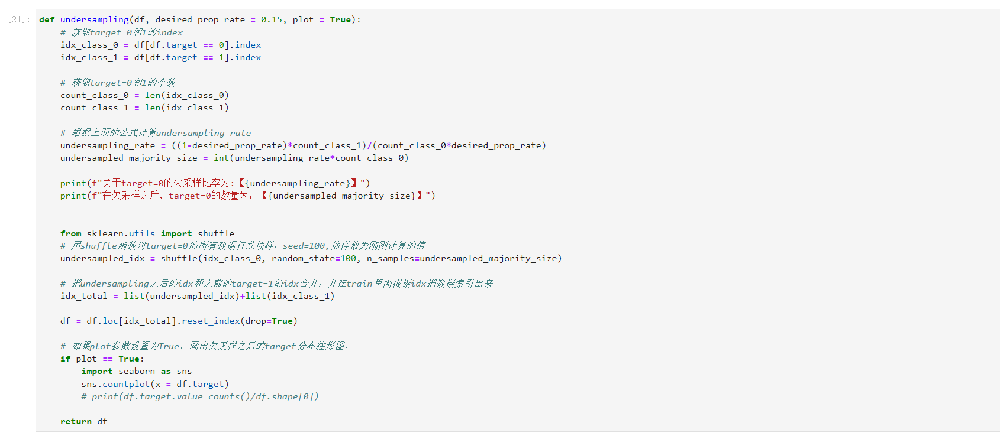 [21]:
def undersampling(df, desired_prop_rate = 0.15, plot = True):
    # 获取target=0和1的index
    idx_class_0 = df[df.target == 0].index
    idx_class_1 = df[df.target == 1].index
    # 获取target=0和1的个数
    count_class_0 = len(idx_class_0)
    count_class_1 = len(idx_class_1)
    # 根据上面的公式计算undersampling rate
    undersampling_rate = ((1-desired_prop_rate)*count_class_1)/(count_class_0*desired_prop_rate)
    undersampled_majority_size = int(undersampling_rate*count_class_0)
    print(f"关于target=0的欠采样比率为:【{undersampling_rate}】")
    print(f"在欠采样之后，target=0的数量为：【{undersampled_majority_size}】")
    from sklearn.utils import shuffle
    # 用shuffle函数对target=0的所有数据打乱抽样，seed=100,抽样数为刚刚计算的值
    undersampled_idx = shuffle(idx_class_0, random_state=100, n_samples=undersampled_majority_size)
    # 把undersampling之后的idx和之前的target=1的idx合并，并在train里面根据idx把数据索引出来
    idx_total = list(undersampled_idx)+list(idx_class_1)
    df = df.loc[idx_total].reset_index(drop=True)
    # 如果plot参数设置为True，画出欠采样之后的target分布柱形图。
    if plot == True:
        import seaborn as sns
        sns.countplot(x = df.target)
        # print(df.target.value_counts()/df.shape[0])
    return df